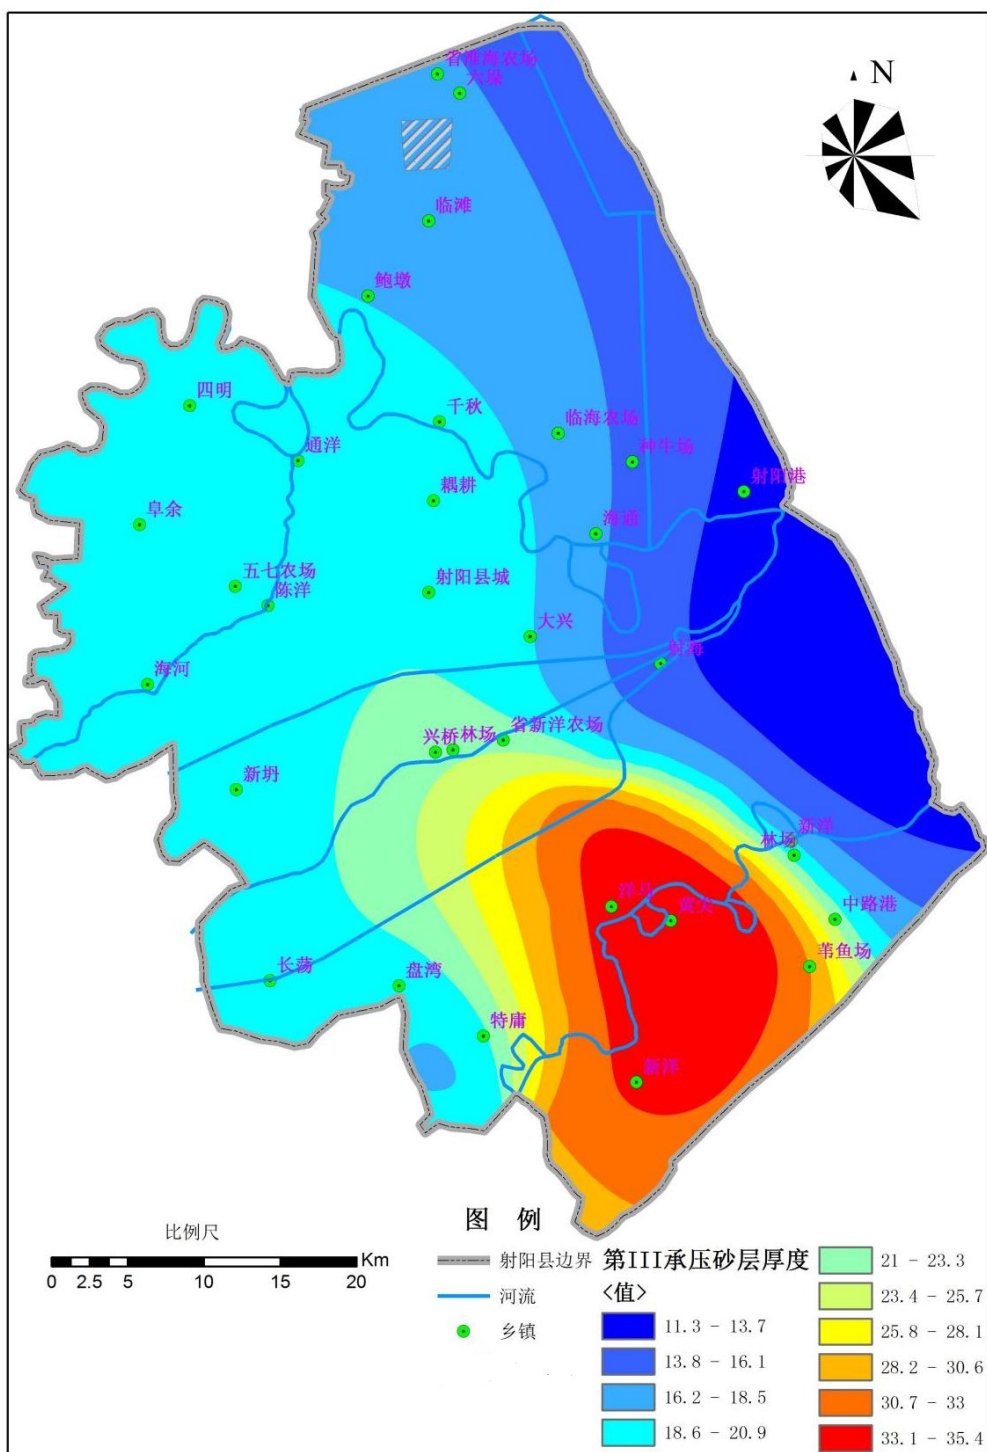 N
省淮海农场
六垛
临滩
鲍墩
四明
千秋
临海农场
通洋
种牛场
射阳港
耦耕
阜余
海通
五七农场
射阳县城
陈洋
大兴
海河
射海
省新洋农场
兴桥
林场
新坍
新洋
林场
洋马
黄尖
中路港
苇鱼场
长荡
盘湾
特庸
新洋
比例尺
Km
0 2.5 5 10 15 20
图 例
射阳县边界
河流
乡镇
第III承压砂层厚度
<值>
11.3 - 13.7
13.8 - 16.1
16.2 - 18.5
18.6 - 20.9
21 - 23.3
23.4 - 25.7
25.8 - 28.1
28.2 - 30.6
30.7 - 33
33.1 - 35.4